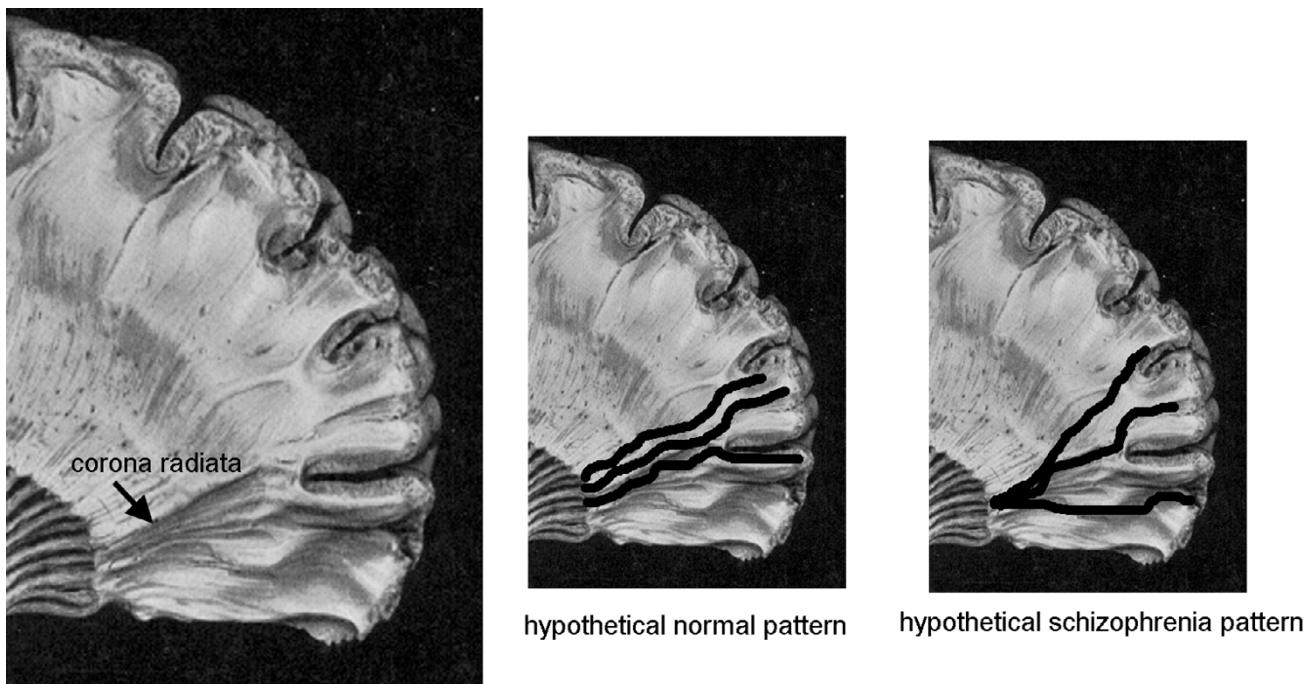 corona radiata
hypothetical normal pattern
hypothetical schizophrenia pattern